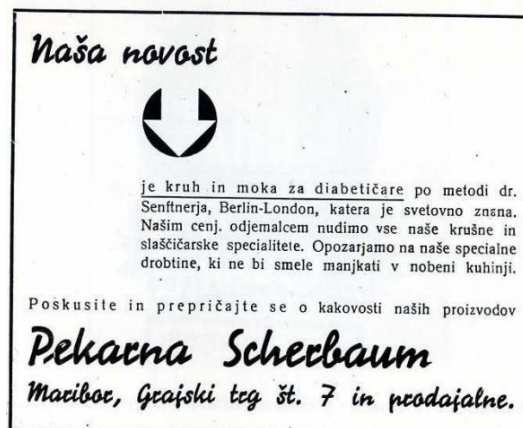 Naša novost
je kruh in moka za diabetičare po metodi dr.
Senftnerja, Berlin-London, katera je svetovno znana.
Našim cenj. odjemalcem nudimo vse naše krušne in
slaščičarske specialitete. Opozarjamo na naše specialne
drobtine, ki ne bi smele manjkati v nobeni kuhinji.
Poskusite in prepričajte se o kakovosti naših proizvodov
Pekarna Scherbaum
Maribor, Grajski trg št. 7 in prodajalne.